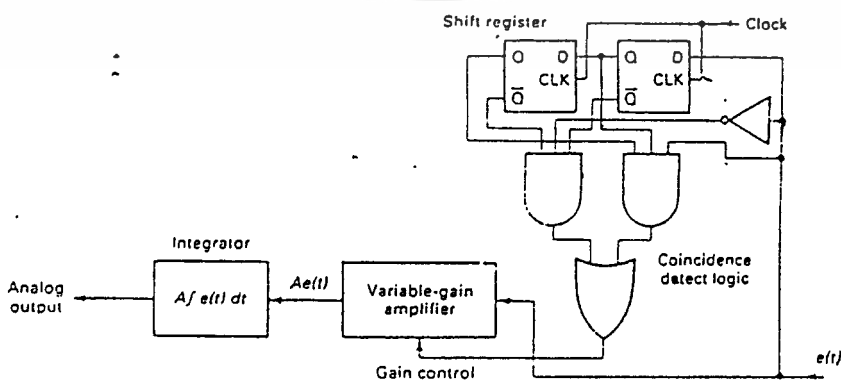 Shift register
Clock
Q D
CLK
Q̅
Q D
CLK
Q̅
Integrator
Coincidence
detect logic
Analog
output
A∫ e(t) dt
Ae(t)
Variable-gain
amplifier
e(t)
Gain control